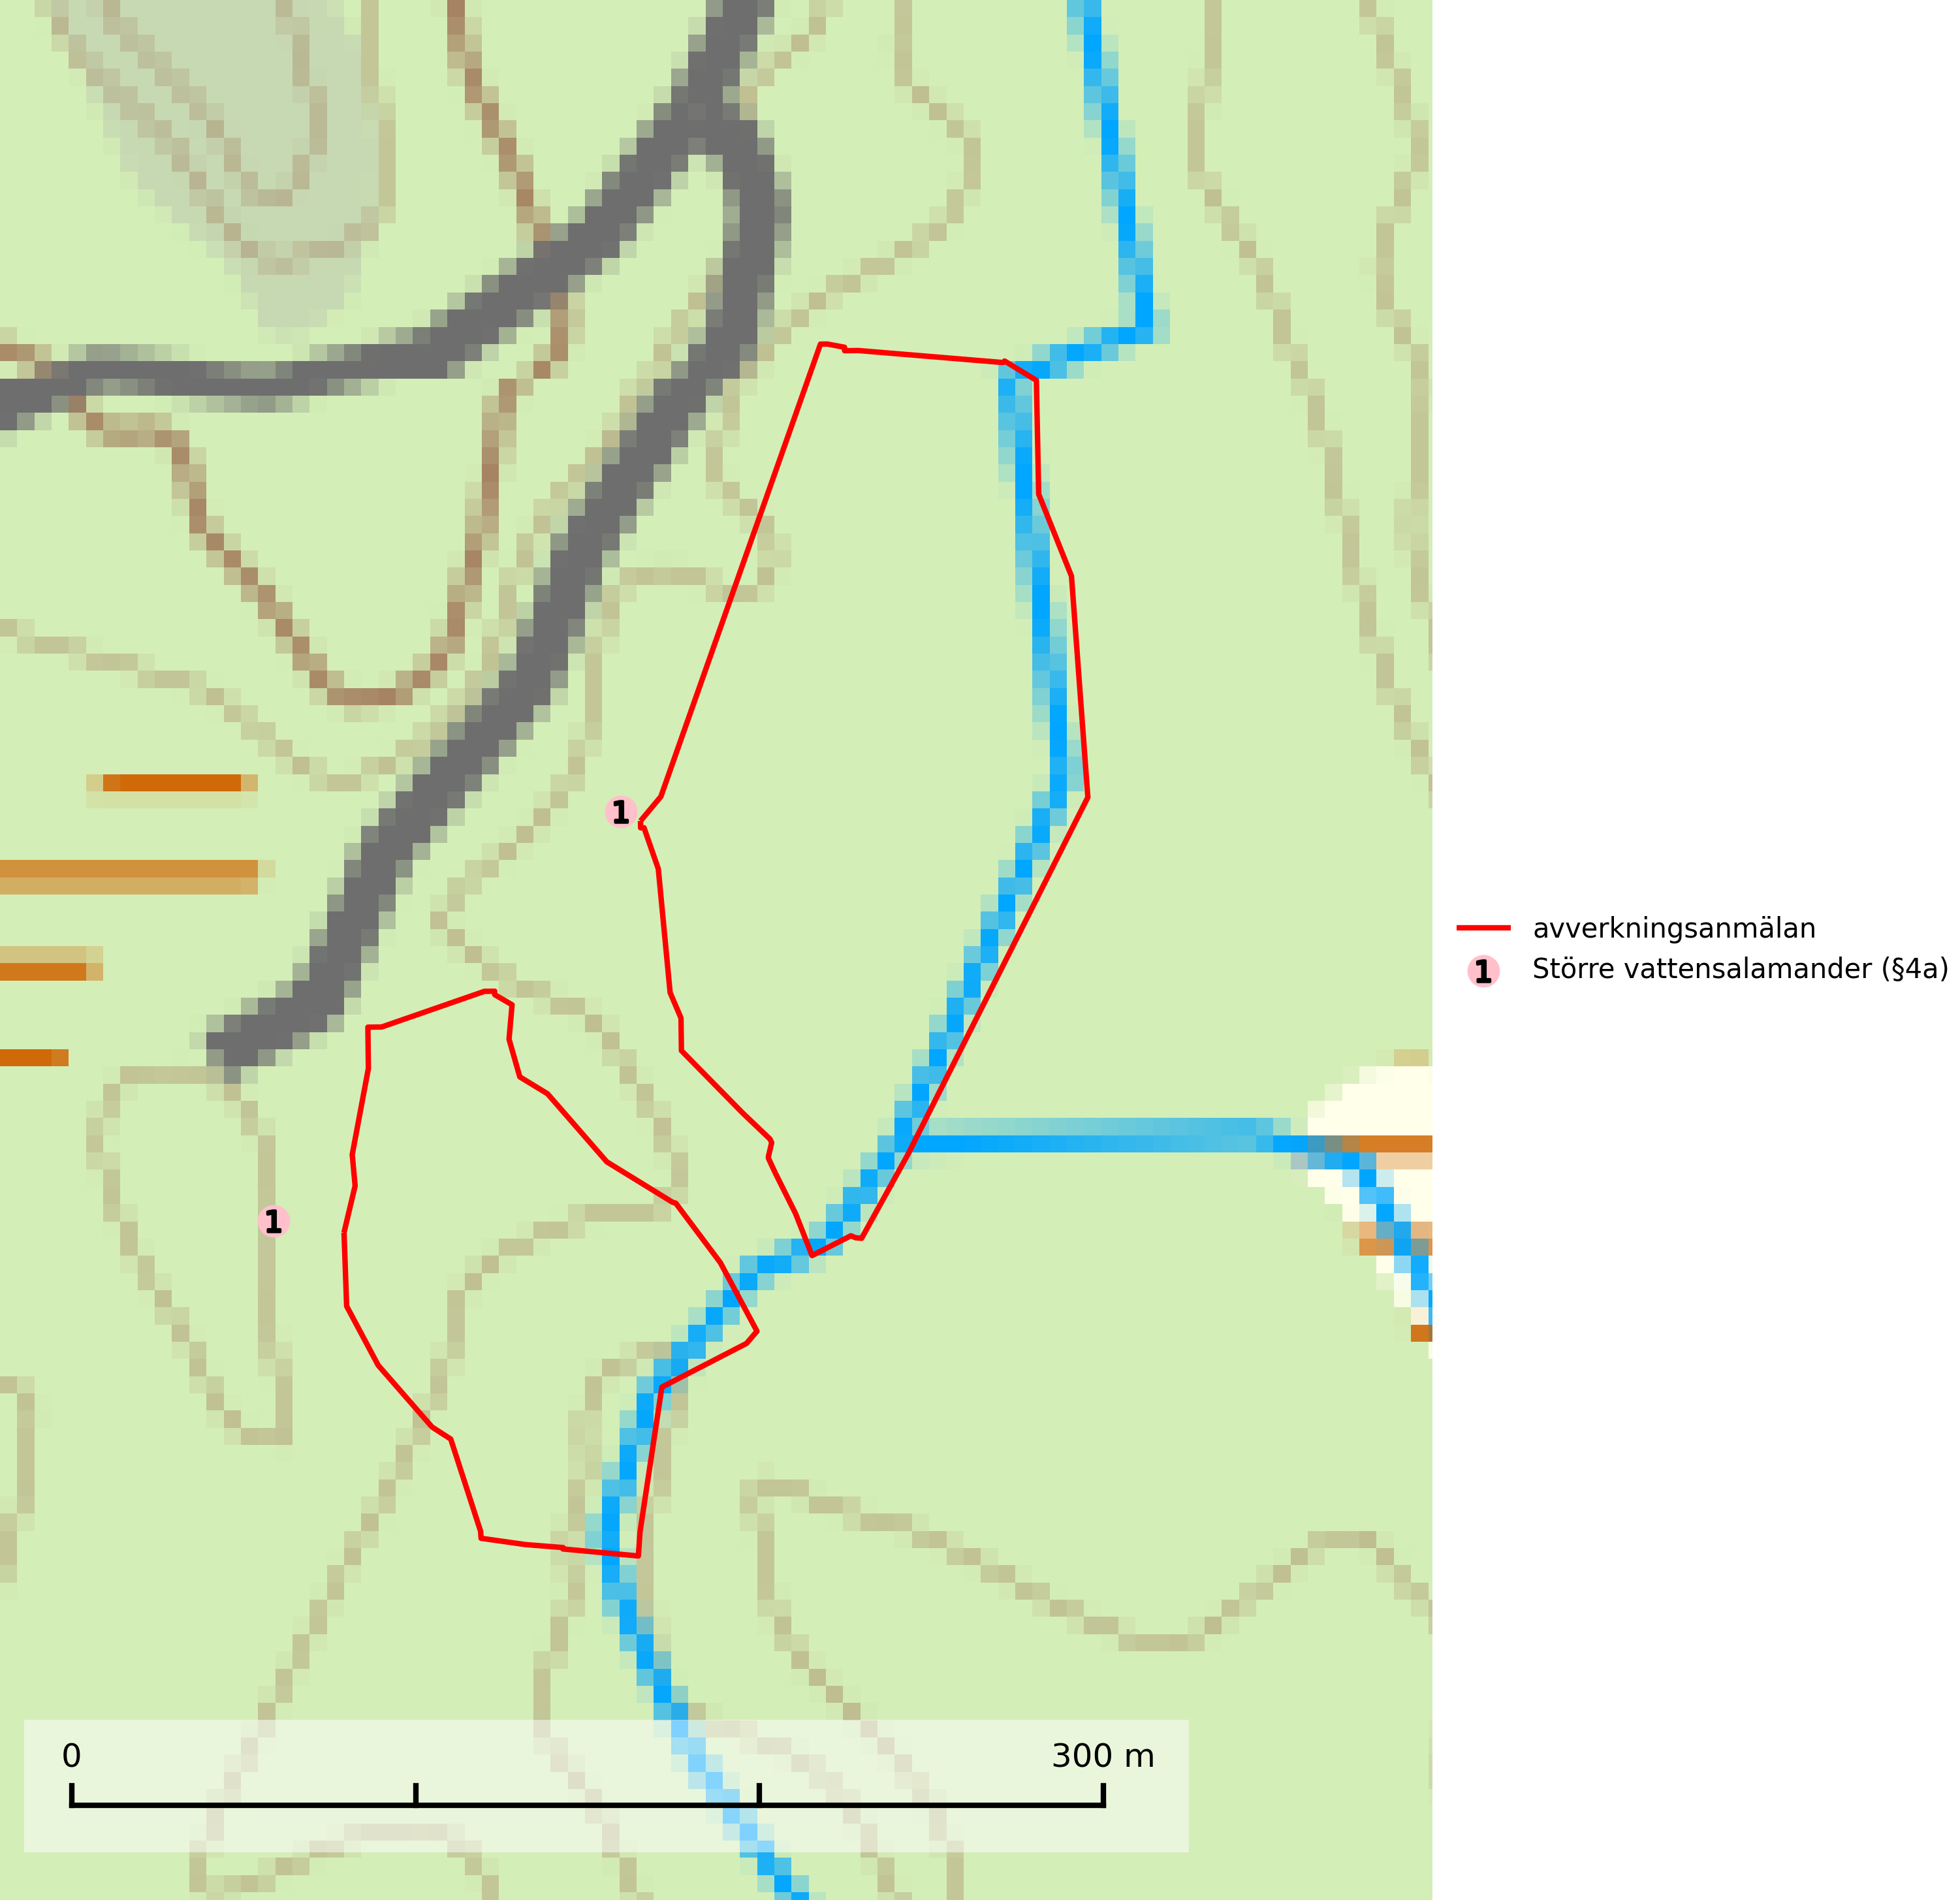 1
1
avverkningsanmälan
1 Större vattensalamander (§4a)
0 300 m